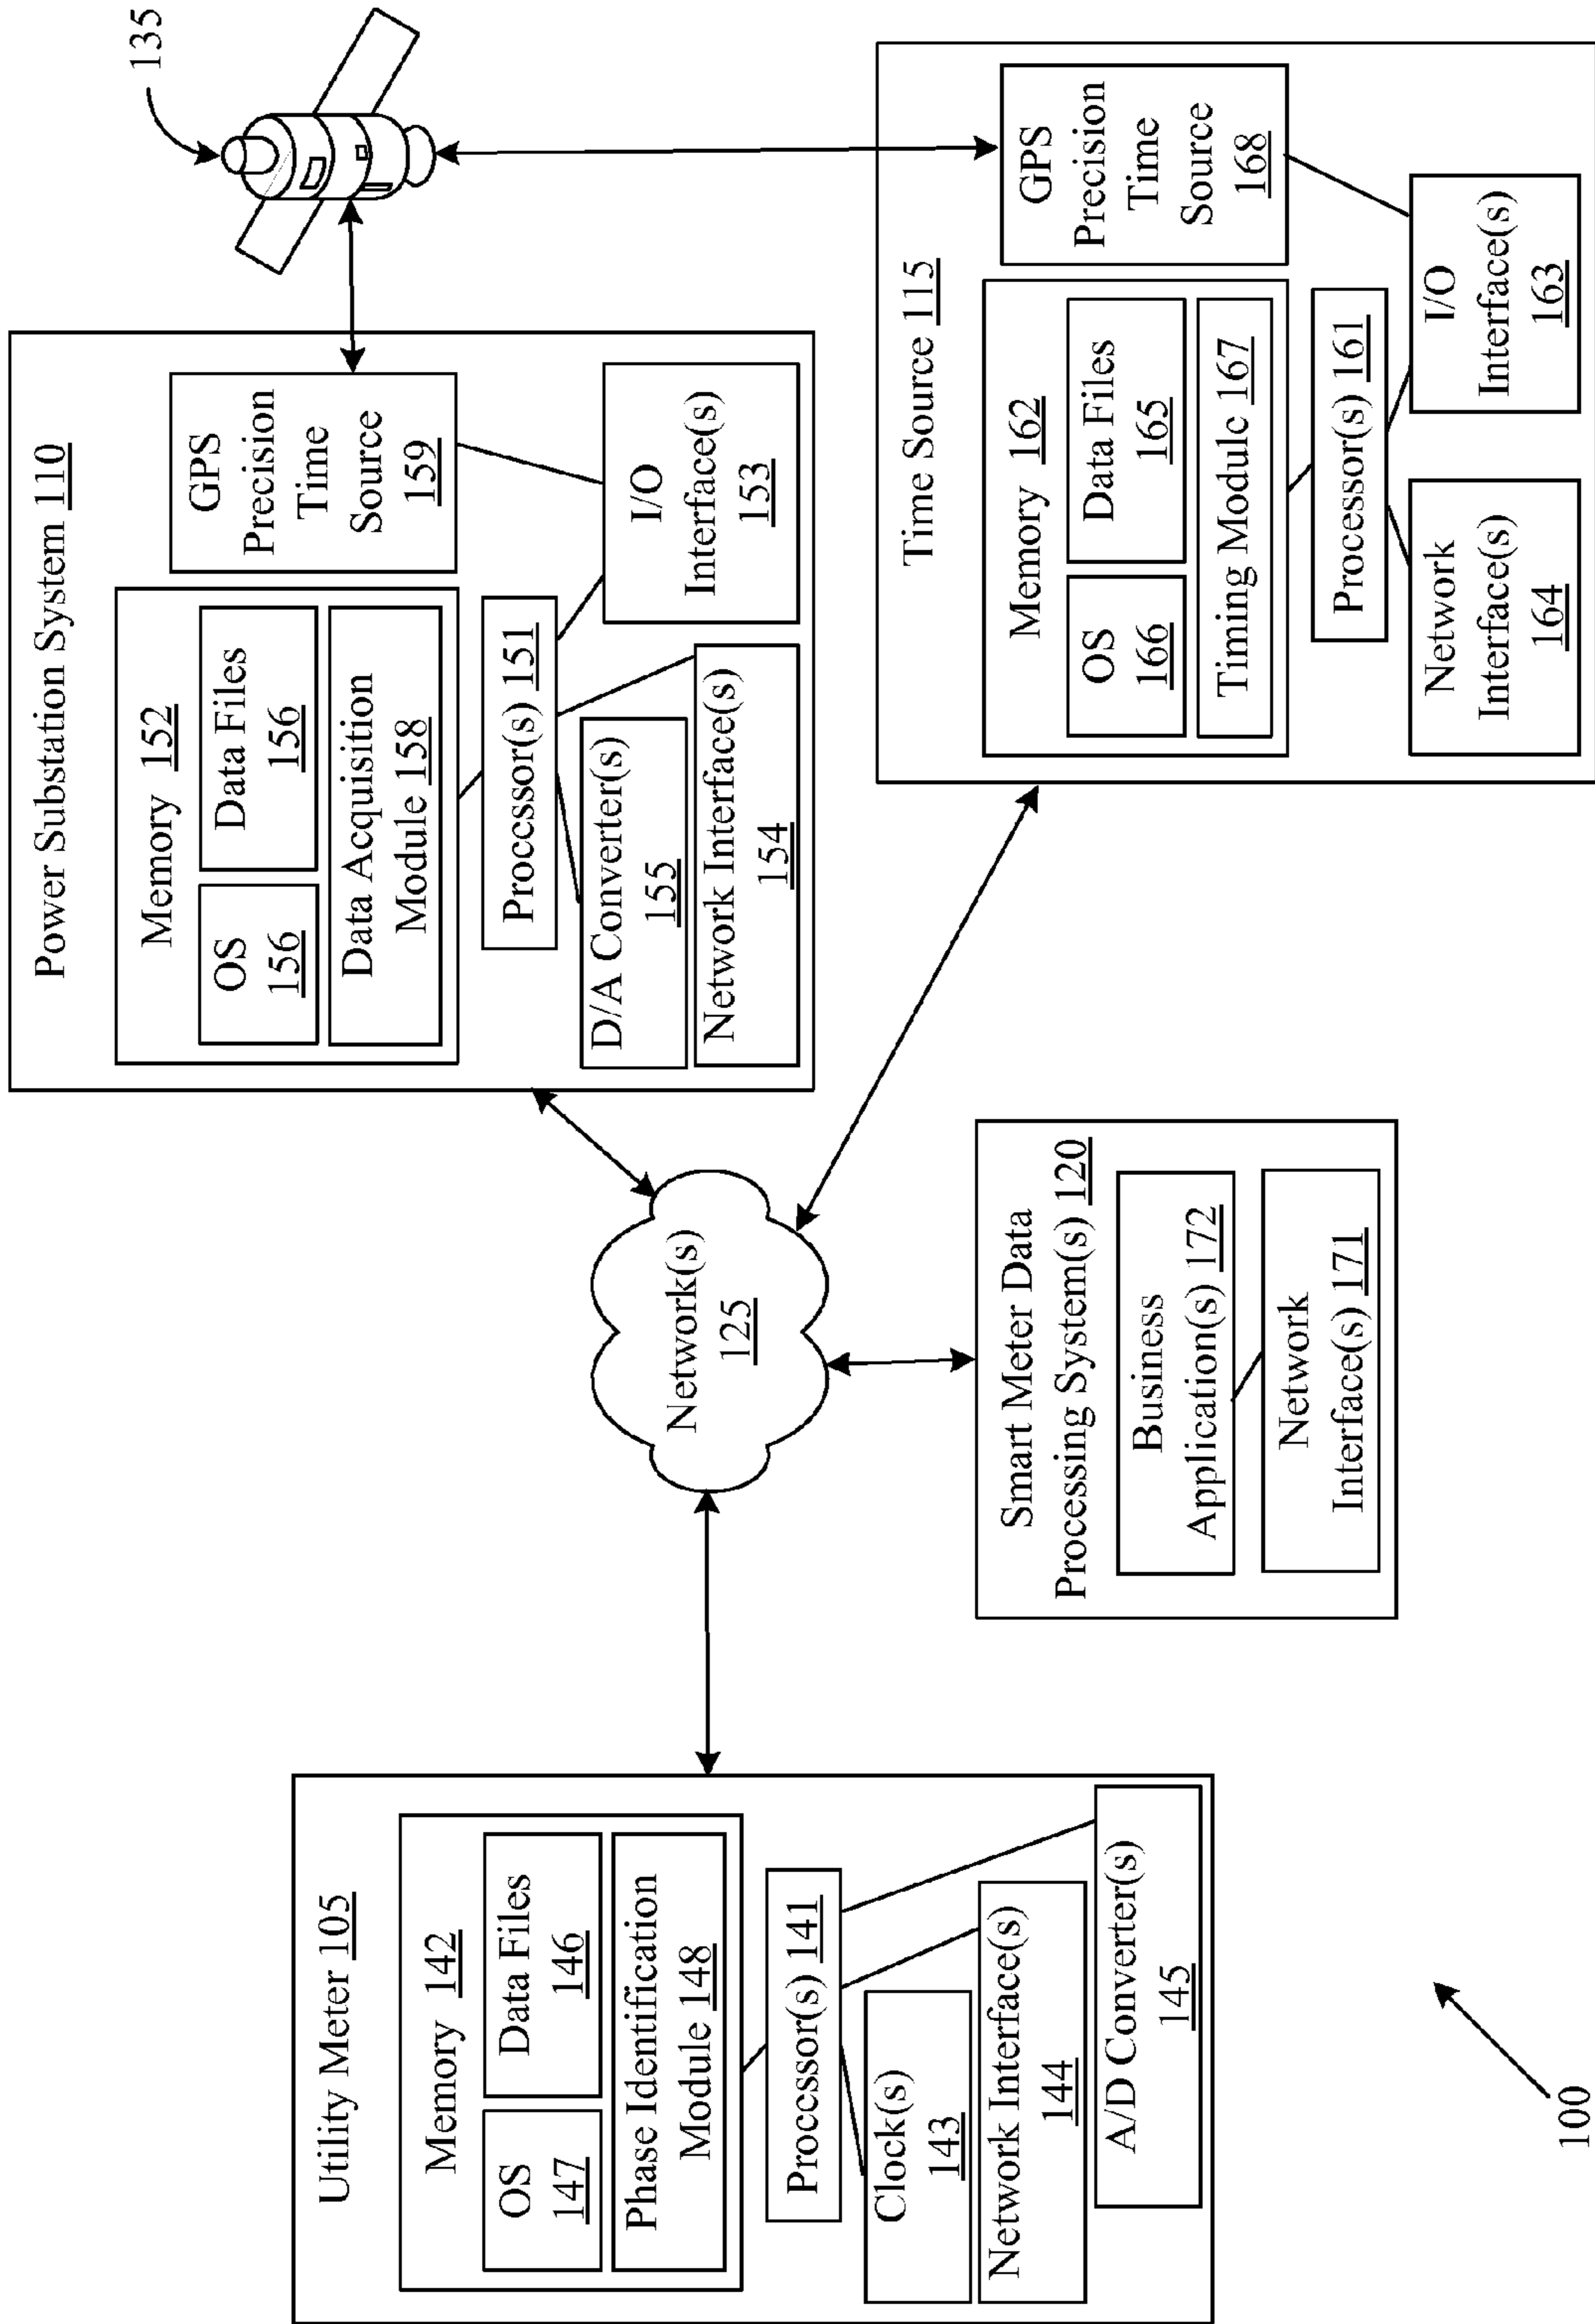 Utility Meter 105
Memory 142
OS
147
Data Files
146
Phase Identification
Module 148
Processor(s) 141
Clock(s)
143
Network Interface(s)
144
A/D Converter(s)
145
Network(s)
125
Power Substation System 110
Memory 152
OS
156
Data Files
156
Data Acquisition
Module 158
GPS
Precision
Time
Source
159
Processor(s) 151
D/A Converter(s)
155
Network Interface(s)
154
I/O
Interface(s)
153
135
Smart Meter Data
Processing System(s) 120
Business
Application(s) 172
Network
Interface(s) 171
Time Source 115
Memory 162
OS
166
Data Files
165
Timing Module 167
GPS
Precision
Time
Source
168
Processor(s) 161
Network
Interface(s)
164
I/O
Interface(s)
163
100